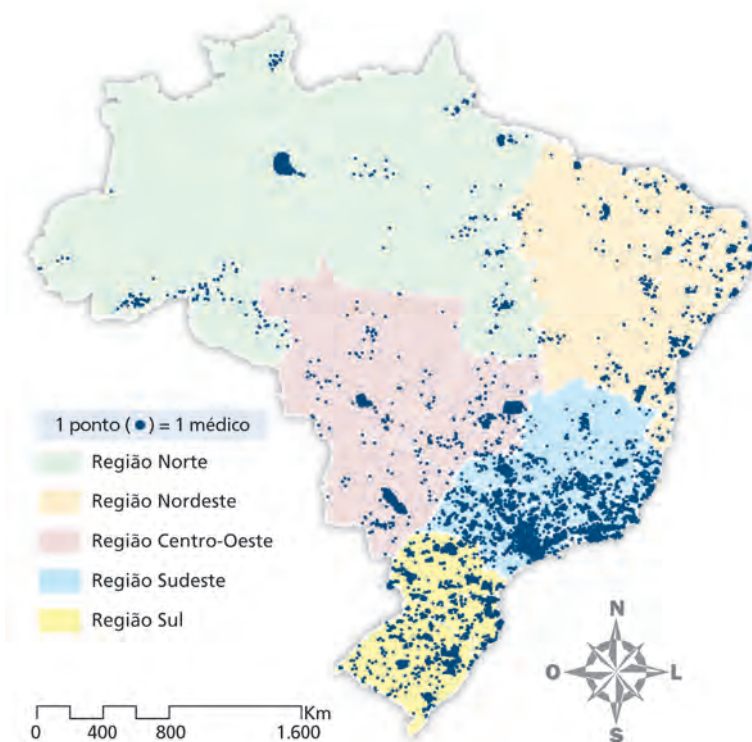 1 ponto (●) = 1 médico
Região Norte
Região Nordeste
Região Centro-Oeste
Região Sudeste
Região Sul
N
O L
S
Km
0 400 800 1.600